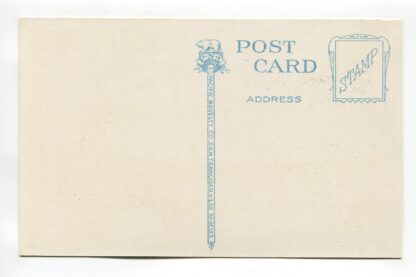 POST
CARD
STAMP
ADDRESS
PACIFIC NOVELTY CO. SAN FRANCISCO & LOS ANGELES.